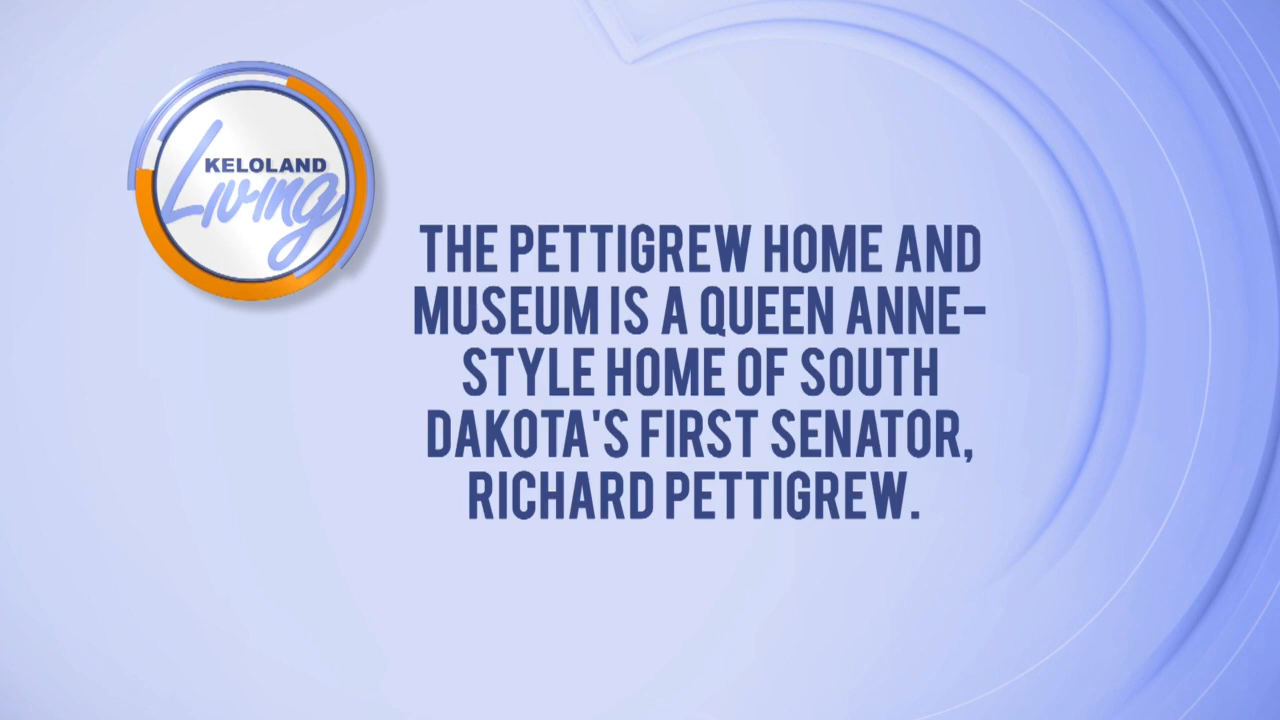 KELOLAND
Living
THE PETTIGREW HOME AND
MUSEUM IS A QUEEN ANNE-
STYLE HOME OF SOUTH
DAKOTA'S FIRST SENATOR,
RICHARD PETTIGREW.